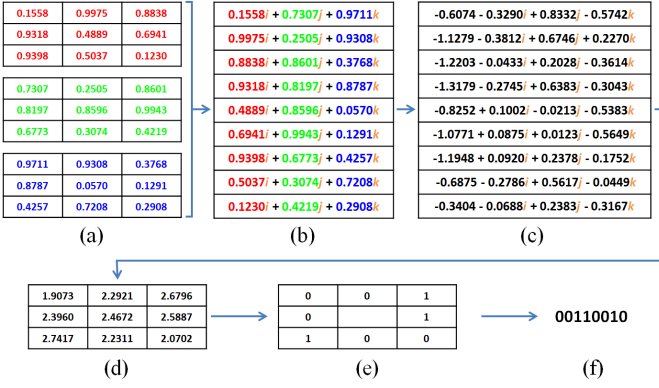 0.1558 0.9975 0.8838
0.9318 0.4889 0.6941
0.9398 0.5037 0.1230
0.7307 0.2505 0.8601
0.8197 0.8596 0.9943
0.6773 0.3074 0.4219
0.9711 0.9308 0.3768
0.8787 0.0570 0.1291
0.4257 0.7208 0.2908
(a)
0.1558i + 0.7307j + 0.9711k
0.9975i + 0.2505j + 0.9308k
0.8838i + 0.8601k + 0.3768k
0.9318i + 0.8197j + 0.8787k
0.4889i + 0.8596j + 0.0570k
0.6941i + 0.9943j + 0.1291k
0.9398i + 0.6773j + 0.4257k
0.5037i + 0.3074j + 0.7208k
0.1230i + 0.4219j + 0.2908k
(b)
-0.6074 - 0.3290i + 0.8332j - 0.5742k
-1.1279 - 0.3812i + 0.6746j + 0.2270k
-1.2203 - 0.0433i + 0.2028j - 0.3614k
-1.3179 - 0.2745i + 0.6383j - 0.3043k
-0.8252 + 0.1002i - 0.0213j - 0.5383k
-1.0771 + 0.0875i + 0.0123j - 0.5649k
-1.1948 + 0.0920i + 0.2378j - 0.1752k
-0.6875 - 0.2786i + 0.5617j - 0.0449k
-0.3404 - 0.0688i + 0.2383j - 0.3167k
(c)
1.9073 2.2921 2.6796
2.3960 2.4672 2.5887
2.7417 2.2311 2.0702
(d)
0 0 1
0 1
1 0 0
(e)
00110010
(f)